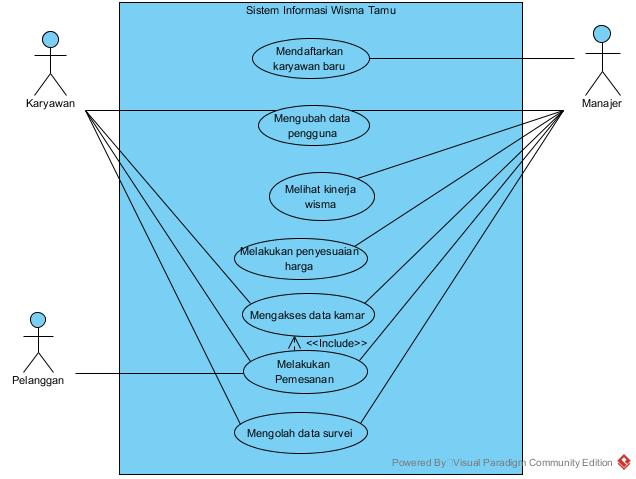 Sistem Informasi Wisma Tamu
Mendaftarkan
karyawan baru
Karyawan
Manajer
Mengubah data
pengguna
Melihat kinerja
wisma
Melakukan penyesuaian
harga
Mengakses data kamar
<<Include>>
Melakukan
Pemesanan
Pelanggan
Mengolah data survei
Powered By Visual Paradigm Community Edition